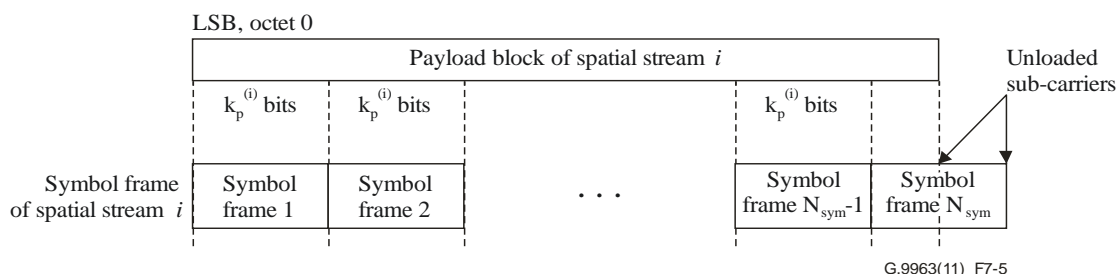 LSB, octet 0
Payload block of spatial stream i
Unloaded
sub-carriers
k_p^(i) bits
k_p^(i) bits
k_p^(i) bits
Symbol frame
of spatial stream i
Symbol
frame 1
Symbol
frame 2
. . .
Symbol
frame N_sym-1
Symbol
frame N_sym
G.9963(11)_F7-5